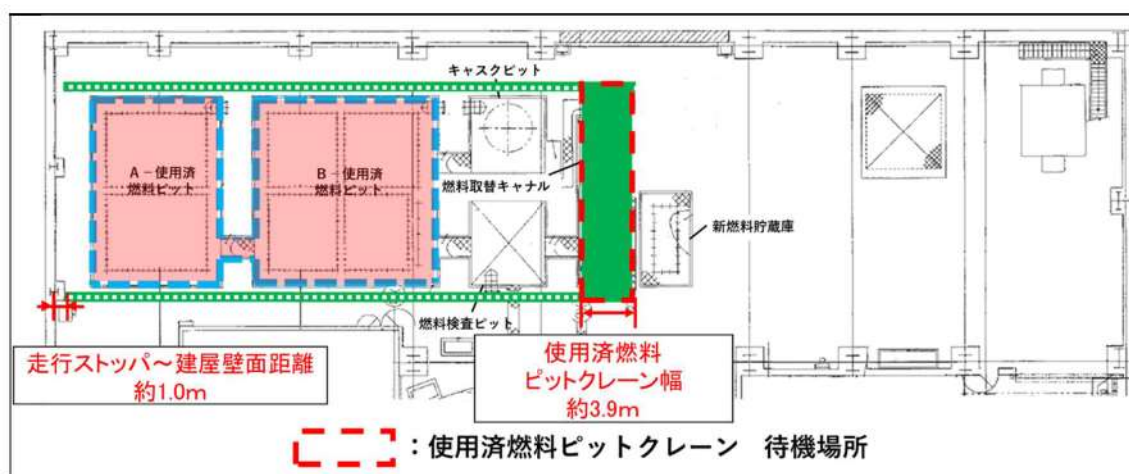 キャスクピット
A－使用済
燃料ピット
B－使用済
燃料ピット
燃料取替キャナル
新燃料貯蔵庫
燃料検査ピット
走行ストッパ～建屋壁面距離
約1.0m
使用済燃料
ピットクレーン幅
約3.9m
：使用済燃料ピットクレーン　待機場所